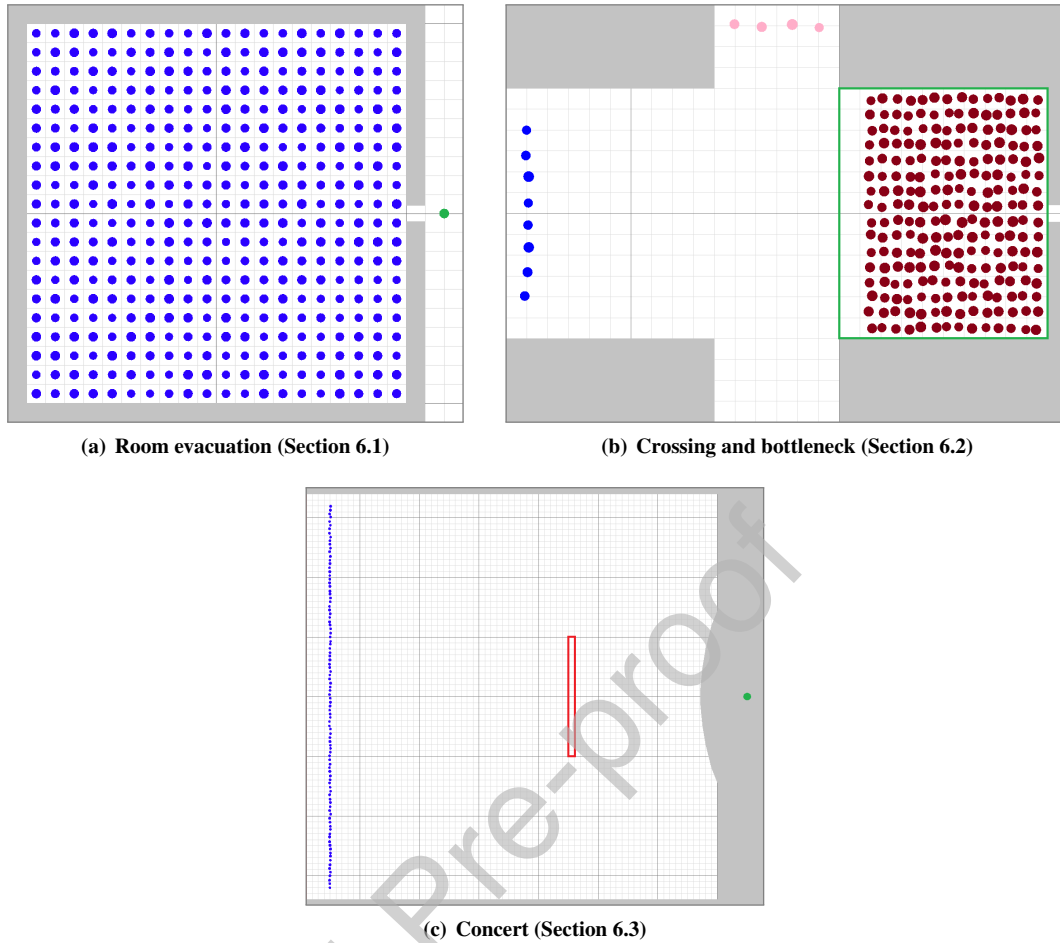 (a) Room evacuation (Section 6.1)
(b) Crossing and bottleneck (Section 6.2)
Pre-proof
(c) Concert (Section 6.3)